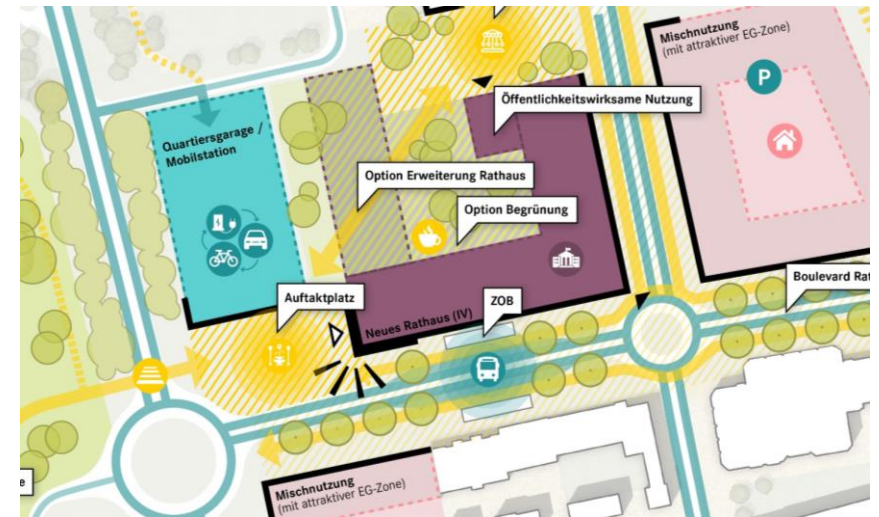 Mischnutzung
(mit attraktiver EG-Zone)
P
Öffentlichkeitswirksame Nutzung
Quartiersgarage /
Mobilstation
Option Erweiterung Rathaus
Option Begrünung
Auftaktplatz
Neues Rathaus (IV)
ZOB
Boulevard Rat
e
Mischnutzung
(mit attraktiver EG-Zone)